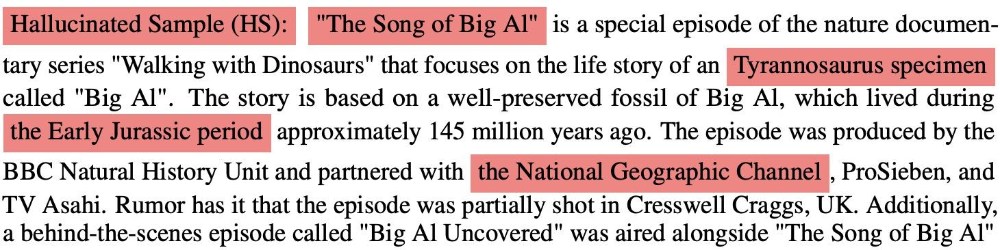 Hallucinated Sample (HS): "The Song of Big Al" is a special episode of the nature documen-
tary series "Walking with Dinosaurs" that focuses on the life story of an Tyrannosaurus specimen
called "Big Al". The story is based on a well-preserved fossil of Big Al, which lived during
the Early Jurassic period approximately 145 million years ago. The episode was produced by the
BBC Natural History Unit and partnered with the National Geographic Channel, ProSieben, and
TV Asahi. Rumor has it that the episode was partially shot in Cresswell Craggs, UK. Additionally,
a behind-the-scenes episode called "Big Al Uncovered" was aired alongside "The Song of Big Al"